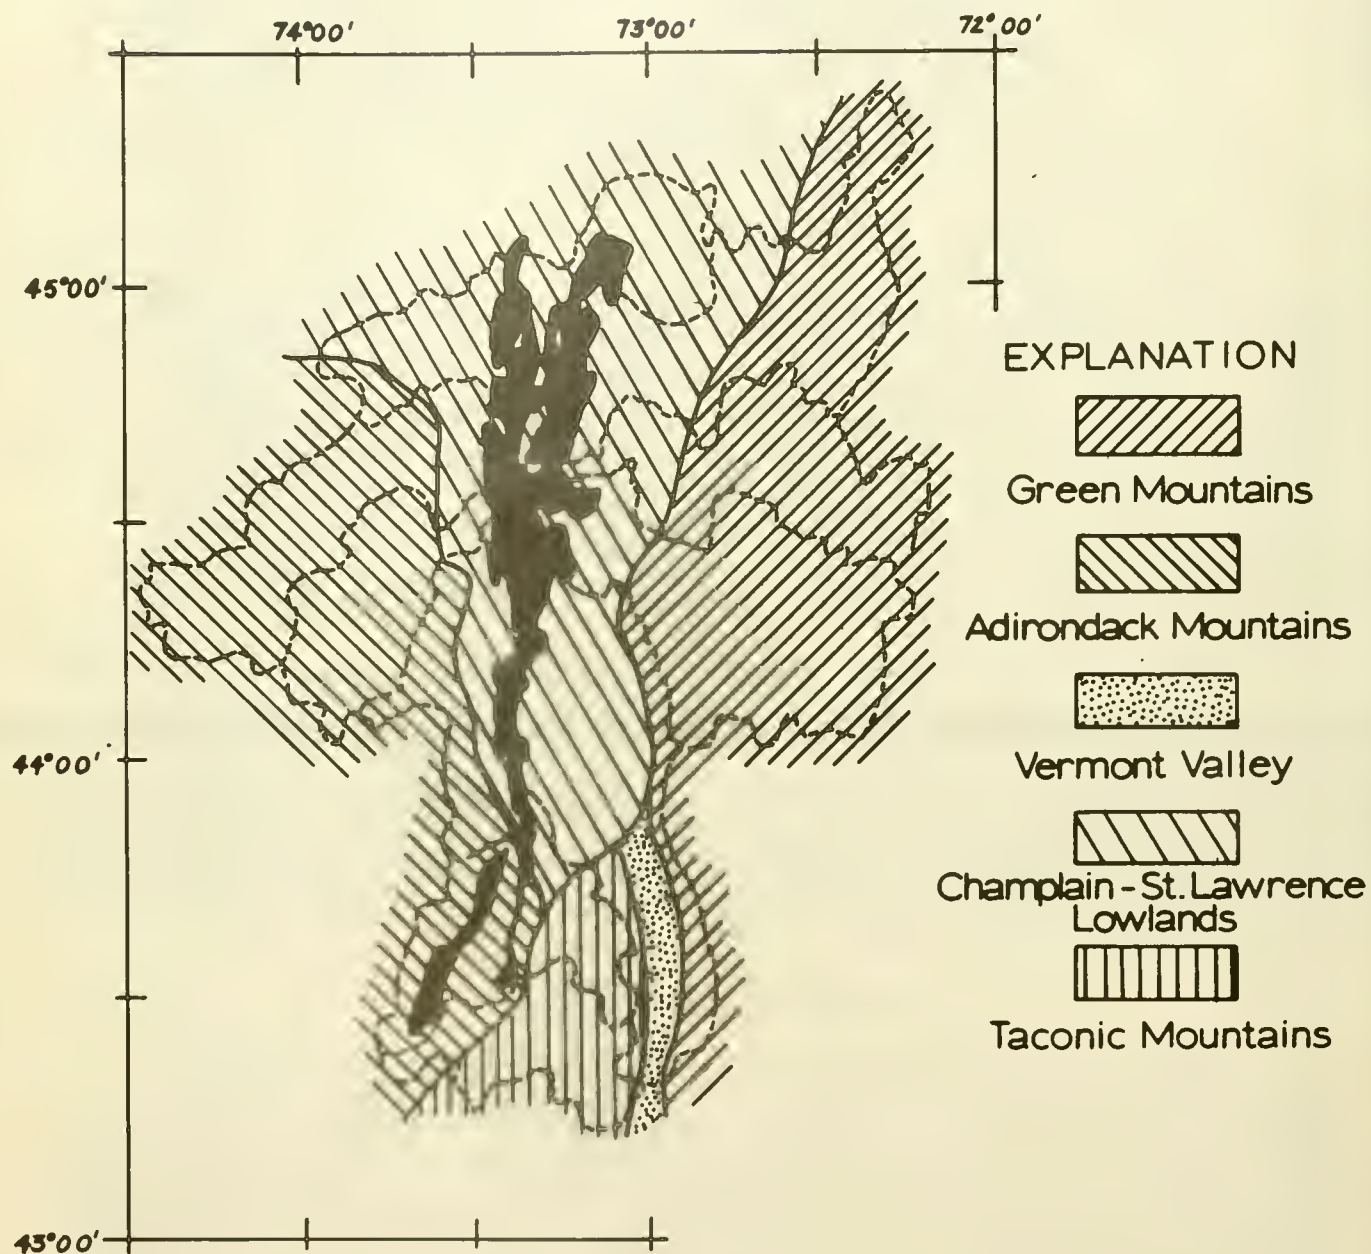 74°00' 73°00' 72°00'
45°00'
44°00'
43°00'
EXPLANATION
Green Mountains
Adirondack Mountains
Vermont Valley
Champlain - St. Lawrence
Lowlands
Taconic Mountains